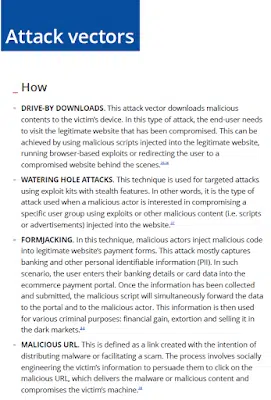 Attack vectors
_ How
- DRIVE-BY DOWNLOADS. This attack vector downloads malicious
contents to the victim's device. In this type of attack, the end-user needs
to visit the legitimate website that has been compromised. This can be
achieved by using malicious scripts injected into the legitimate website,
running browser-based exploits or redirecting the user to a
compromised website behind the scenes.
- WATERING HOLE ATTACKS. This technique is used for targeted attacks
using exploit kits with stealth features. In other words, it is the type of
attack used when a malicious actor is interested in compromising a
specific user group using exploits or other malicious content (i.e. scripts
or advertisements) injected into the website.
- FORMJACKING. In this technique, malicious actors inject malicious code
into legitimate website's payment forms. This attack mostly captures
banking and other personal identifiable information (PII). In such
scenario, the user enters their banking details or card data into the
ecommerce payment portal. Once the information has been collected
and submitted, the malicious script will simultaneously forward the data
to the portal and to the malicious actor. This information is then used
for various criminal purposes: financial gain, extortion and selling it in
the dark markets.
- MALICIOUS URL. This is defined as a link created with the intention of
distributing malware or facilitating a scam. The process involves socially
engineering the victim's information to persuade them to click on the
malicious URL, which delivers the malware or malicious content and
compromises the victim's machine.